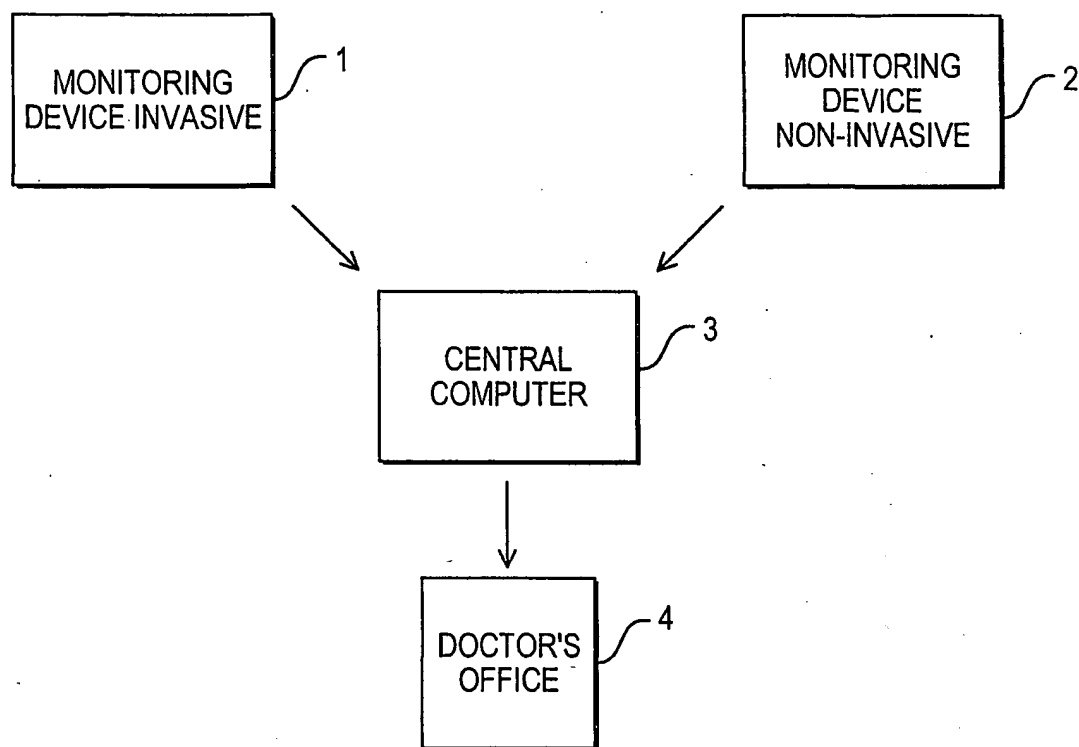 MONITORING
DEVICE INVASIVE
1
MONITORING
DEVICE
NON-INVASIVE
2
CENTRAL
COMPUTER
3
DOCTOR'S
OFFICE
4